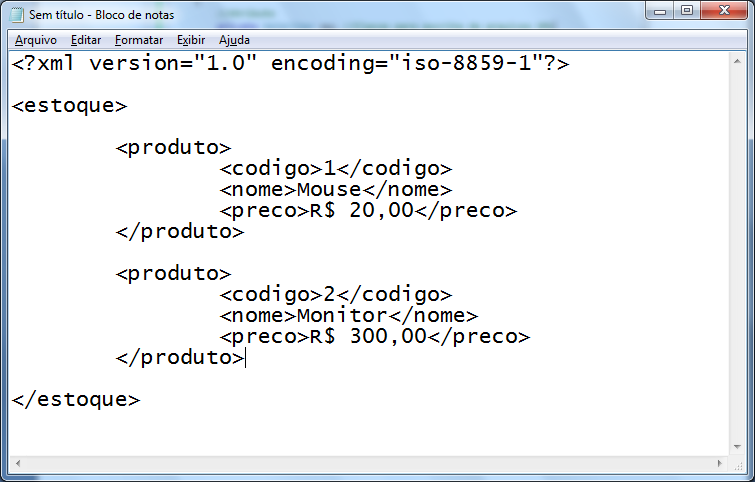 Sem título - Bloco de notas
Arquivo Editar Formatar Exibir Ajuda
<?xml version="1.0" encoding="iso-8859-1"?>
<estoque>
<produto>
<codigo>1</codigo>
<nome>Mouse</nome>
<preco>R$ 20,00</preco>
</produto>
<produto>
<codigo>2</codigo>
<nome>Monitor</nome>
<preco>R$ 300,00</preco>
</produto>
</estoque>